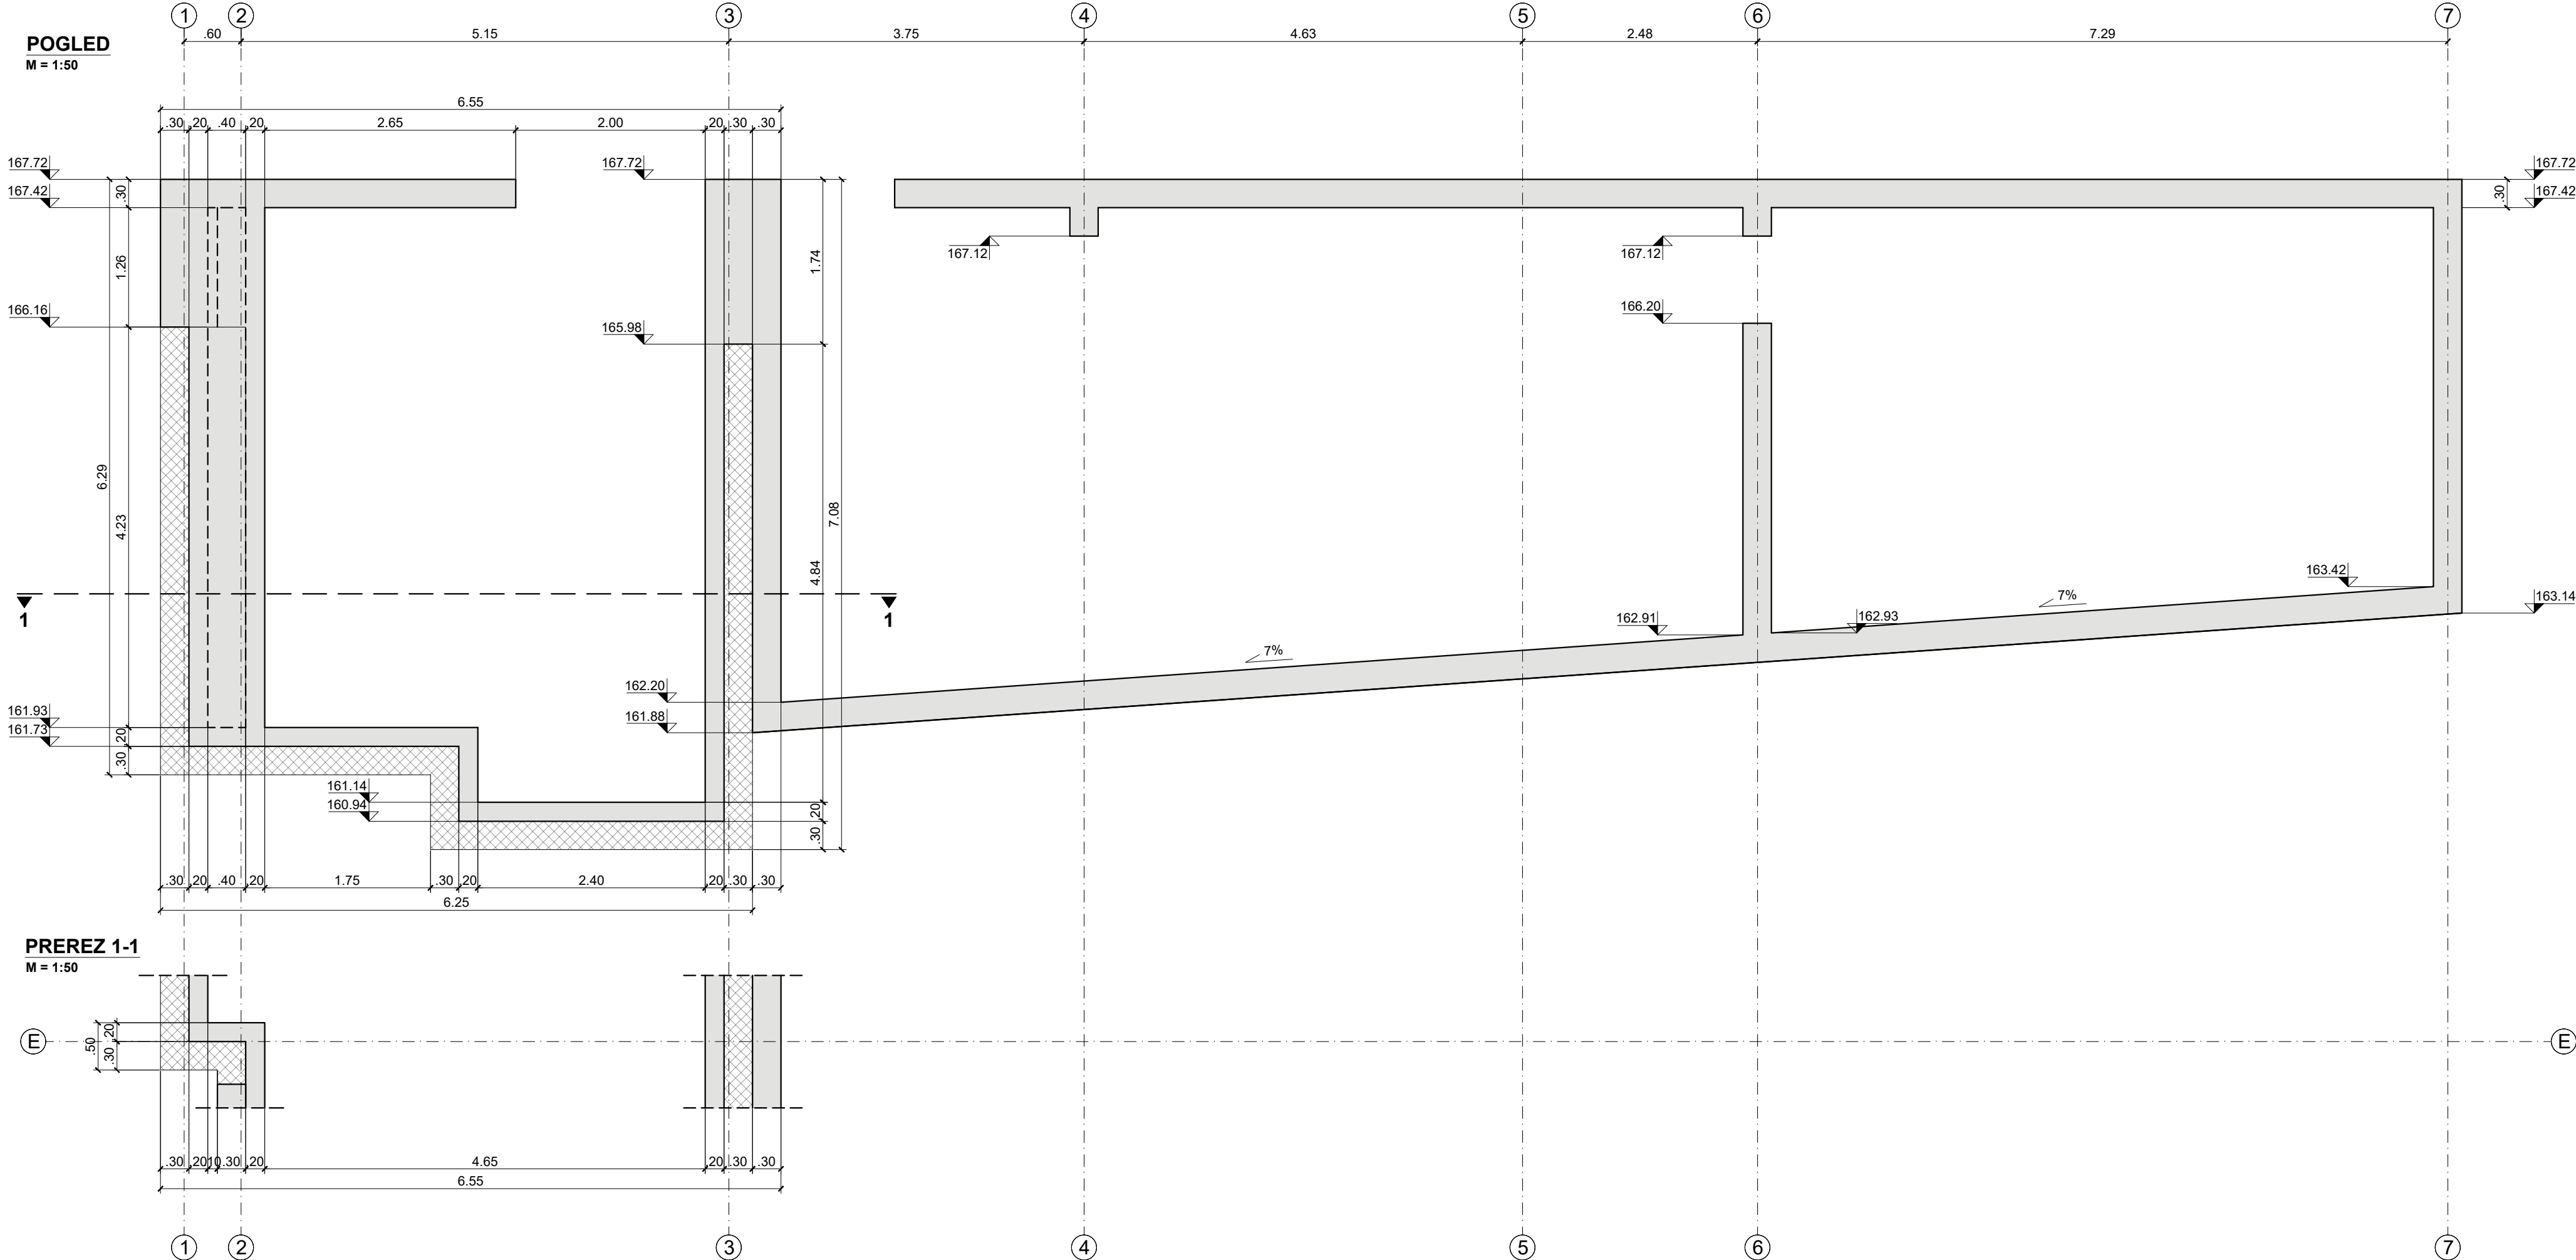 1 2 3 4 5 6 7
.60 5.15 3.75 4.63 2.48 7.29
POGLED
M = 1:50
6.55
.30 .20 .40 .20 2.65 2.00 .20 .30 .30
167.72 167.72 167.72
167.42 .30 .30 167.42
167.12 167.12
1.26 1.74
166.16 165.98 166.20
6.29 4.23 7.08 4.84
1 1
163.42
7% 163.14
162.91 162.93
7%
162.20
161.93 161.88
161.73 .20
.30
161.14
160.94 .20
.30
.30 .20 .40 .20 1.75 .30 .20 2.40 .20 .30 .30
6.25
PREREZ 1-1
M = 1:50
.20
.50 .30
E E
.30 .20 .10 .30 .20 4.65 .20 .30 .30
6.55
1 2 3 4 5 6 7